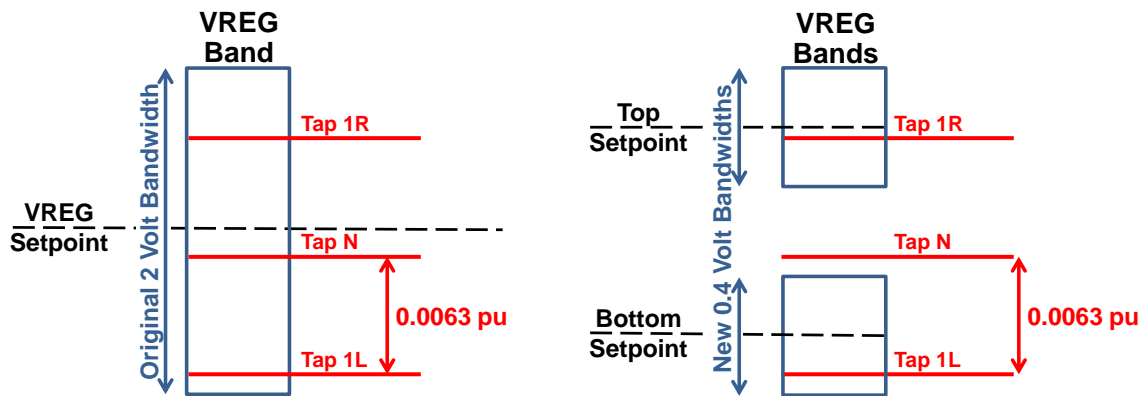 VREG
Band
Original 2 Volt Bandwidth
Tap 1R
VREG
Setpoint
Tap N
0.0063 pu
Tap 1L
VREG
Bands
New 0.4 Volt Bandwidths
Top
Setpoint
Tap 1R
Tap N
Bottom
Setpoint
0.0063 pu
Tap 1L